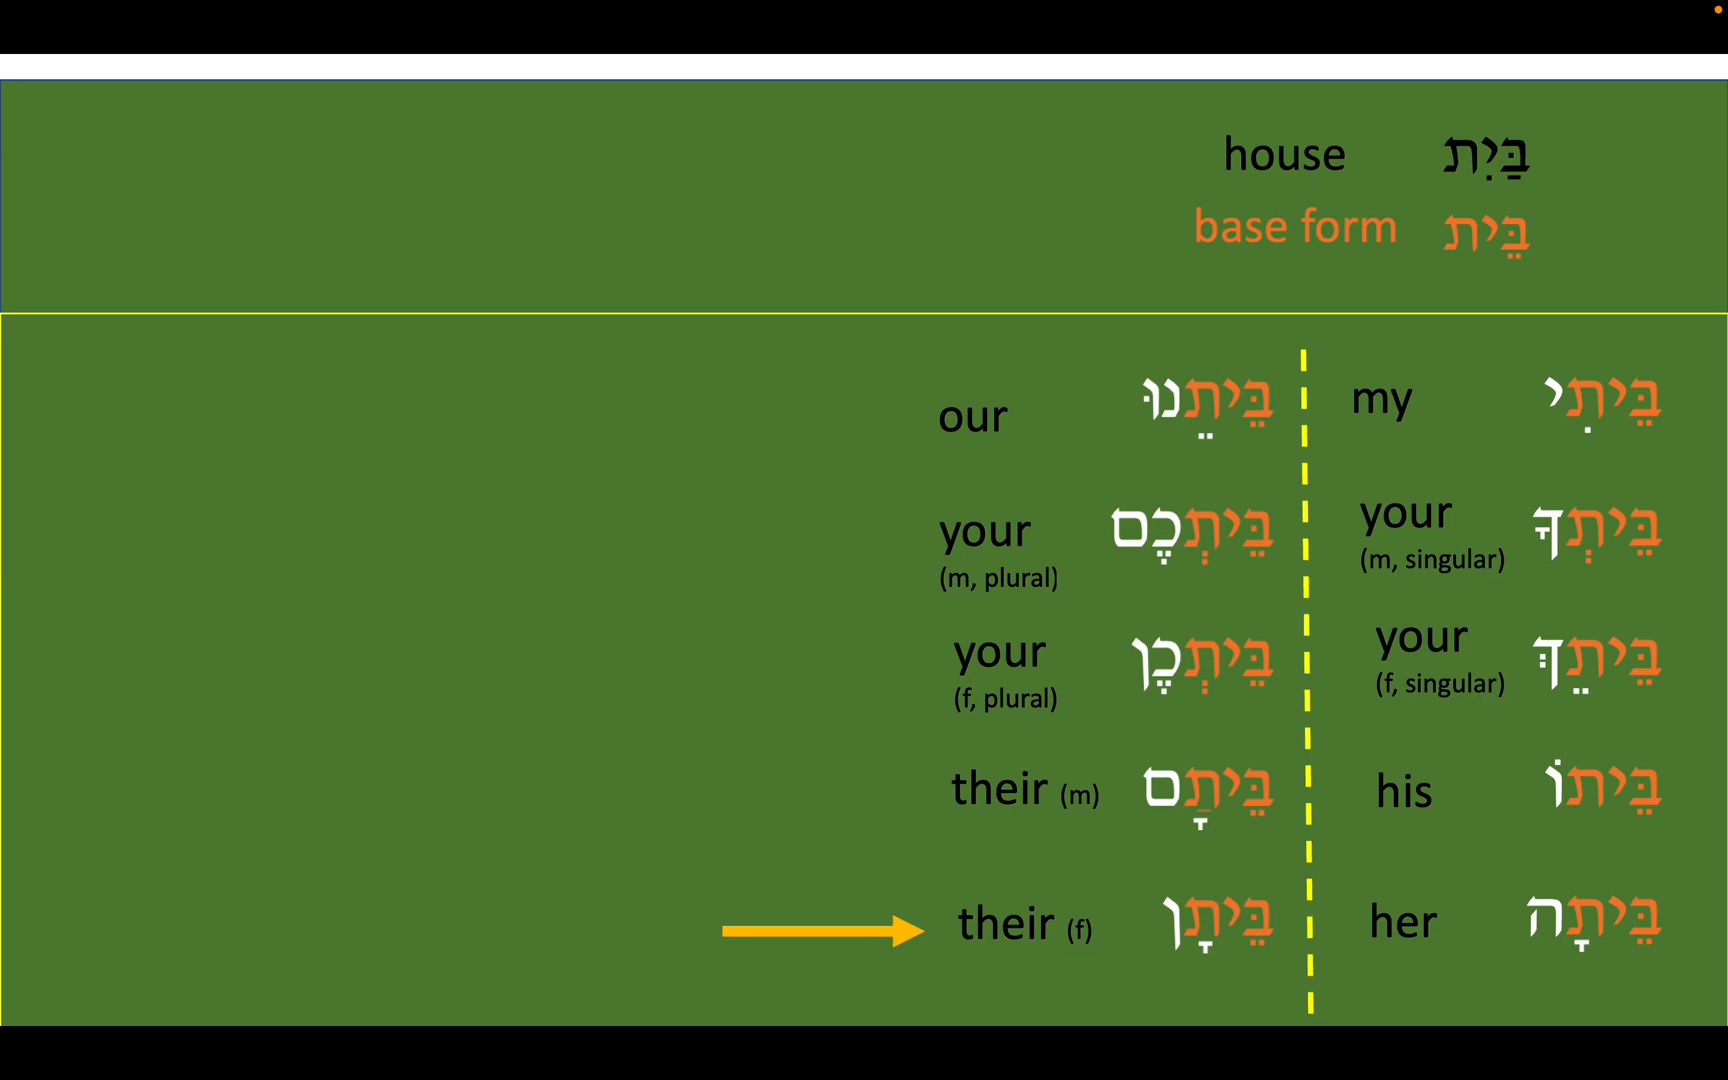 house בַּיִת
base form בֵּית
my בֵּיתִי
your בֵּיתְךָ
(m, singular)
your בֵּיתֵךְ
(f, singular)
his בֵּיתוֹ
her בֵּיתָה
our בֵּיתֵנוּ
your בֵּיתְכֶם
(m, plural)
your בֵּיתְכֶן
(f, plural)
their (m) בֵּיתָם
their (f) בֵּיתָן